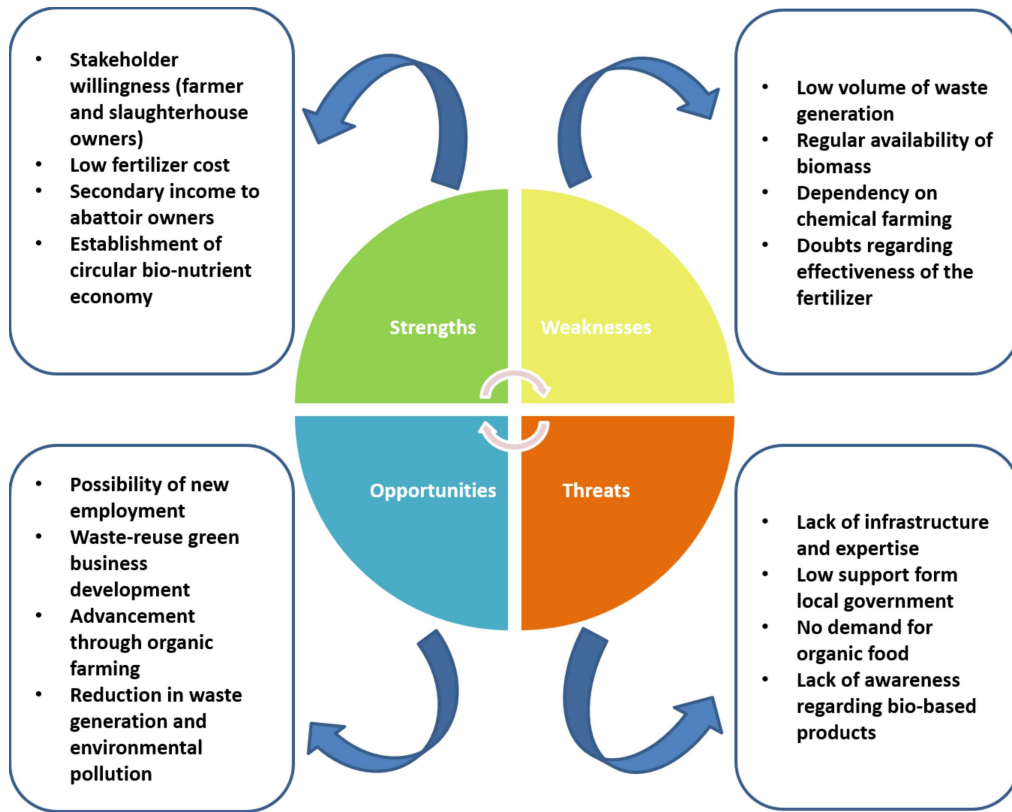 • Stakeholder
willingness (farmer
and slaughterhouse
owners)
• Low fertilizer cost
• Secondary income to
abattoir owners
• Establishment of
circular bio-nutrient
economy
• Low volume of waste
generation
• Regular availability of
biomass
• Dependency on
chemical farming
• Doubts regarding
effectiveness of the
fertilizer
Strengths
Weaknesses
Opportunities
Threats
• Possibility of new
employment
• Waste-reuse green
business
development
• Advancement
through organic
farming
• Reduction in waste
generation and
environmental
pollution
• Lack of infrastructure
and expertise
• Low support form
local government
• No demand for
organic food
• Lack of awareness
regarding bio-based
products